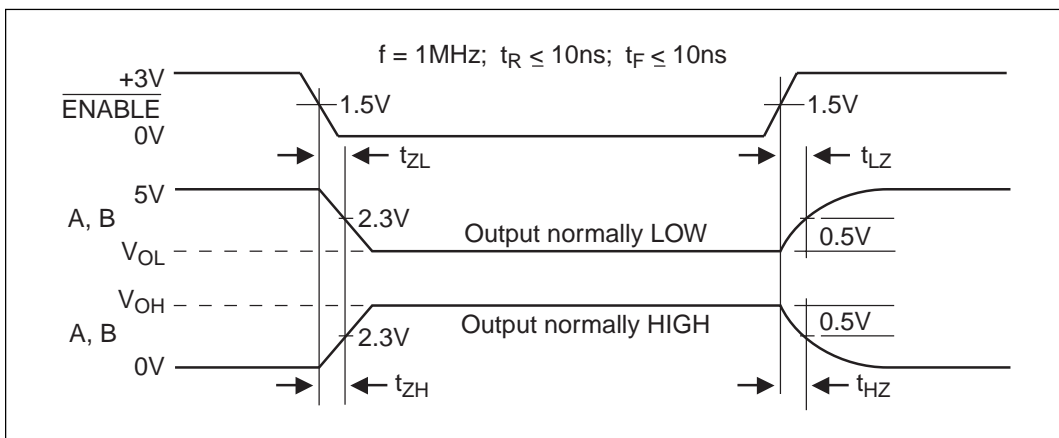 f = 1MHz; tR ≤ 10ns; tF ≤ 10ns
+3V
ENABLE
1.5V
1.5V
0V
tZL
tLZ
5V
A, B
2.3V
Output normally LOW
0.5V
VOL
VOH
A, B
Output normally HIGH
0.5V
2.3V
0V
tZH
tHZ